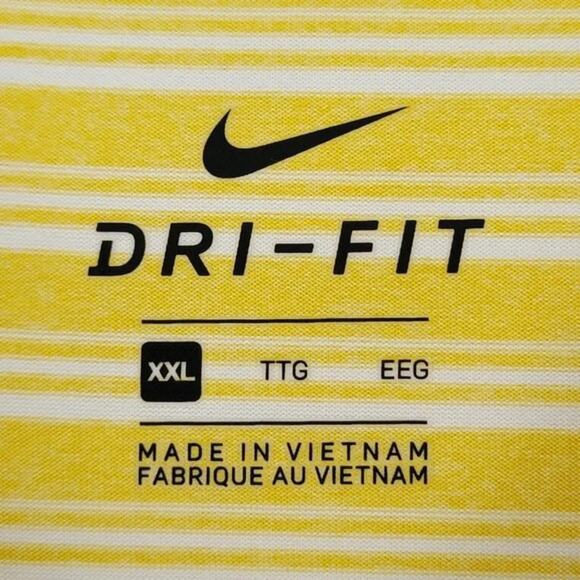 DRI-FIT
XXL TTG EEG
MADE IN VIETNAM
FABRIQUE AU VIETNAM